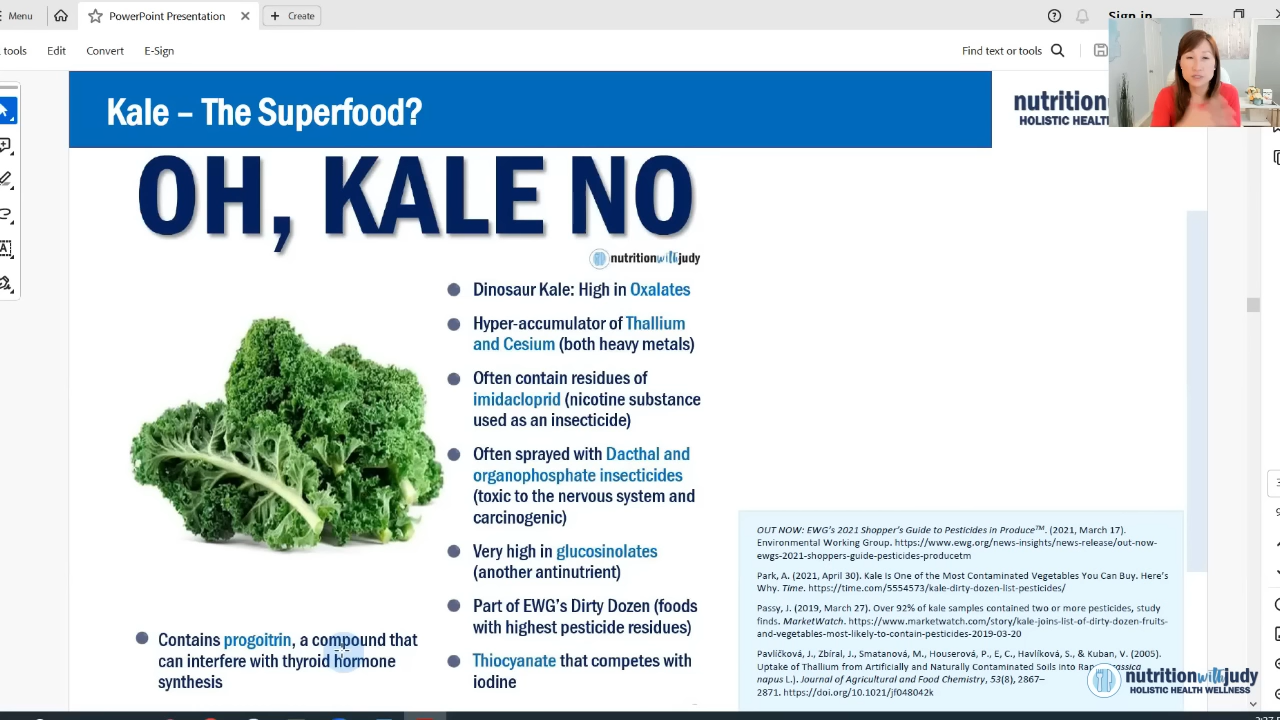 Menu
PowerPoint Presentation
Create
tools
Edit
Convert
E-Sign
Find text or tools
Kale – The Superfood?
HOLISTIC HEALTH
OH, KALE NO
nutritionwithjudy
Dinosaur Kale: High in Oxalates
Hyper-accumulator of Thallium
and Cesium (both heavy metals)
Often contain residues of
imidacloprid (nicotine substance
used as an insecticide)
Often sprayed with Dacthal and
organophosphate insecticides
(toxic to the nervous system and
carcinogenic)
Very high in glucosinolates
(another antinutrient)
Part of EWG's Dirty Dozen (foods
with highest pesticide residues)
Thiocyanate that competes with
iodine
Contains progoitrin, a compound that
can interfere with thyroid hormone
synthesis
OUT NOW: EWG's 2021 Shopper's Guide to Pesticides in Produce™. (2021, March 17).
Environmental Working Group. https://www.ewg.org/news-insights/news-release/out-now-
ewgs-2021-shoppers-guide-pesticides-producetm
Park, A. (2021, April 30). Kale Is One of the Most Contaminated Vegetables You Can Buy. Here's
Why. Time. https://time.com/5554573/kale-dirty-dozen-list-pesticides/
Passy, J. (2019, March 27). Over 92% of kale samples contained two or more pesticides, study
finds. MarketWatch. https://www.marketwatch.com/story/kale-joins-list-of-dirty-dozen-fruits-
and-vegetables-most-likely-to-contain-pesticides-2019-03-20
Pavlíčková, J., Zbíral, J., Smatanová, M., Houserová, P., E, C., Havlíková, S., & Kuban, V. (2005).
Uptake of Thallium from Artificially and Naturally Contaminated Soils into
napus L.). Journal of Agricultural and Food Chemistry, 53(8), 2867–
2871. https://doi.org/10.1021/jf048042k
nutritionwithjudy
HOLISTIC HEALTH WELLNESS